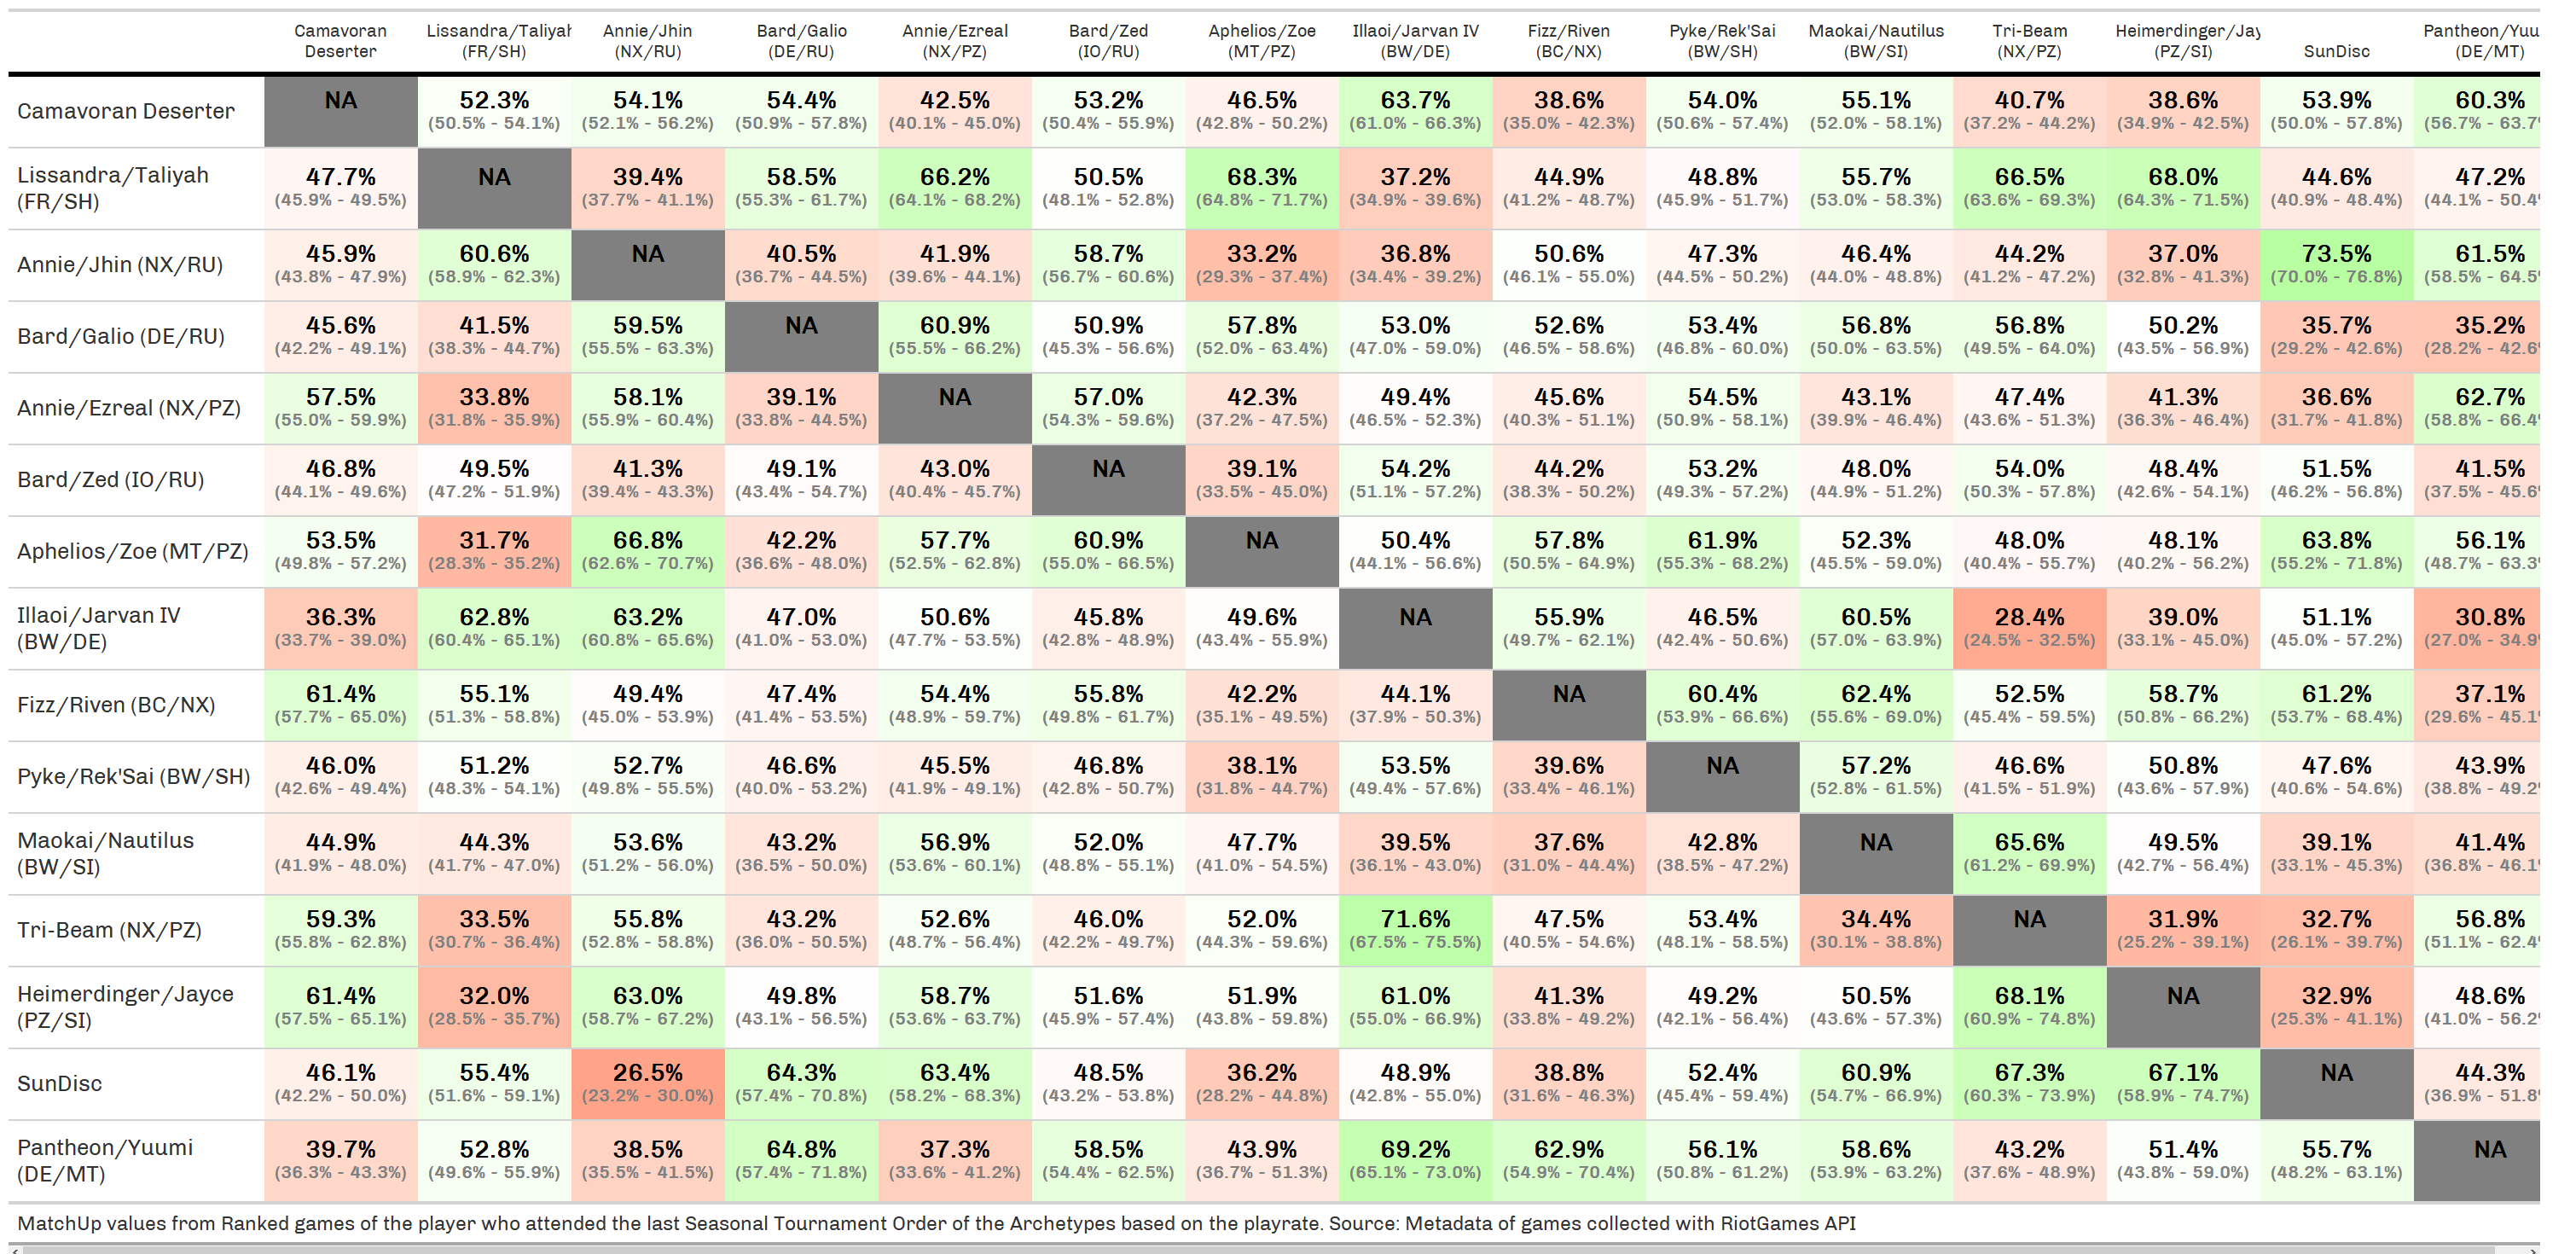 Camavoran Deserter Lissandra/Taliyah (FR/SH) Annie/Jhin (NX/RU) Bard/Galio (DE/RU) Annie/Ezreal (NX/PZ) Bard/Zed (IO/RU) Aphelios/Zoe (MT/PZ) Illaoi/Jarvan IV (BW/DE) Fizz/Riven (BC/NX) Pyke/Rek'Sai (BW/SH) Maokai/Nautilus (BW/SI) Tri-Beam (NX/PZ) Heimerdinger/Jay (PZ/SI) SunDisc Pantheon/Yuu (DE/MT)
Camavoran Deserter NA 52.3% 54.1% 54.4% 42.5% 53.2% 46.5% 63.7% 38.6% 54.0% 55.1% 40.7% 38.6% 53.9% 60.3%
(50.5% - 54.1%) (52.1% - 56.2%) (50.9% - 57.8%) (40.1% - 45.0%) (50.4% - 55.9%) (42.8% - 50.2%) (61.0% - 66.3%) (35.0% - 42.3%) (50.6% - 57.4%) (52.0% - 58.1%) (37.2% - 44.2%) (34.9% - 42.5%) (50.0% - 57.8%) (56.7% - 63.7
Lissandra/Taliyah (FR/SH) 47.7% NA 39.4% 58.5% 66.2% 50.5% 68.3% 37.2% 44.9% 48.8% 55.7% 66.5% 68.0% 44.6% 47.2%
(45.9% - 49.5%) (37.7% - 41.1%) (55.3% - 61.7%) (64.1% - 68.2%) (48.1% - 52.8%) (64.8% - 71.7%) (34.9% - 39.6%) (41.2% - 48.7%) (45.9% - 51.7%) (53.0% - 58.3%) (63.6% - 69.3%) (64.3% - 71.5%) (40.9% - 48.4%) (44.1% - 50.4
Annie/Jhin (NX/RU) 45.9% 60.6% NA 40.5% 41.9% 58.7% 33.2% 36.8% 50.6% 47.3% 46.4% 44.2% 37.0% 73.5% 61.5%
(43.8% - 47.9%) (58.9% - 62.3%) (36.7% - 44.5%) (39.6% - 44.1%) (56.7% - 60.6%) (29.3% - 37.4%) (34.4% - 39.2%) (46.1% - 55.0%) (44.5% - 50.2%) (44.0% - 48.8%) (41.2% - 47.2%) (32.8% - 41.3%) (70.0% - 76.8%) (58.5% - 64.5
Bard/Galio (DE/RU) 45.6% 41.5% 59.5% NA 60.9% 50.9% 57.8% 53.0% 52.6% 53.4% 56.8% 56.8% 50.2% 35.7% 35.2%
(42.2% - 49.1%) (38.3% - 44.7%) (55.5% - 63.3%) (55.5% - 66.2%) (45.3% - 56.6%) (52.0% - 63.4%) (47.0% - 59.0%) (46.5% - 58.6%) (46.8% - 60.0%) (50.0% - 63.5%) (49.5% - 64.0%) (43.5% - 56.9%) (29.2% - 42.6%) (28.2% - 42.6
Annie/Ezreal (NX/PZ) 57.5% 33.8% 58.1% 39.1% NA 57.0% 42.3% 49.4% 45.6% 54.5% 43.1% 47.4% 41.3% 36.6% 62.7%
(55.0% - 59.9%) (31.8% - 35.9%) (55.9% - 60.4%) (33.8% - 44.5%) (54.3% - 59.6%) (37.2% - 47.5%) (46.5% - 52.3%) (40.3% - 51.1%) (50.9% - 58.1%) (39.9% - 46.4%) (43.6% - 51.3%) (36.3% - 46.4%) (31.7% - 41.8%) (58.8% - 66.4
Bard/Zed (IO/RU) 46.8% 49.5% 41.3% 49.1% 43.0% NA 39.1% 54.2% 44.2% 53.2% 48.0% 54.0% 48.4% 51.5% 41.5%
(44.1% - 49.6%) (47.2% - 51.9%) (39.4% - 43.3%) (43.4% - 54.7%) (40.4% - 45.7%) (33.5% - 45.0%) (51.1% - 57.2%) (38.3% - 50.2%) (49.3% - 57.2%) (44.9% - 51.2%) (50.3% - 57.8%) (42.6% - 54.1%) (46.2% - 56.8%) (37.5% - 45.6
Aphelios/Zoe (MT/PZ) 53.5% 31.7% 66.8% 42.2% 57.7% 60.9% NA 50.4% 57.8% 61.9% 52.3% 48.0% 48.1% 63.8% 56.1%
(49.8% - 57.2%) (28.3% - 35.2%) (62.6% - 70.7%) (36.6% - 48.0%) (52.5% - 62.8%) (55.0% - 66.5%) (44.1% - 56.6%) (50.5% - 64.9%) (55.3% - 68.2%) (45.5% - 59.0%) (40.4% - 55.7%) (40.2% - 56.2%) (55.2% - 71.8%) (48.7% - 63.3
Illaoi/Jarvan IV (BW/DE) 36.3% 62.8% 63.2% 47.0% 50.6% 45.8% 49.6% NA 55.9% 46.5% 60.5% 28.4% 39.0% 51.1% 30.8%
(33.7% - 39.0%) (60.4% - 65.1%) (60.8% - 65.6%) (41.0% - 53.0%) (47.7% - 53.5%) (42.8% - 48.9%) (43.4% - 55.9%) (49.7% - 62.1%) (42.4% - 50.6%) (57.0% - 63.9%) (24.5% - 32.5%) (33.1% - 45.0%) (45.0% - 57.2%) (27.0% - 34.9
Fizz/Riven (BC/NX) 61.4% 55.1% 49.4% 47.4% 54.4% 55.8% 42.2% 44.1% NA 60.4% 62.4% 52.5% 58.7% 61.2% 37.1%
(57.7% - 65.0%) (51.3% - 58.8%) (45.0% - 53.9%) (41.4% - 53.5%) (48.9% - 59.7%) (49.8% - 61.7%) (35.1% - 49.5%) (37.9% - 50.3%) (53.9% - 66.6%) (55.6% - 69.0%) (45.4% - 59.5%) (50.8% - 66.2%) (53.7% - 68.4%) (29.6% - 45.1
Pyke/Rek'Sai (BW/SH) 46.0% 51.2% 52.7% 46.6% 45.5% 46.8% 38.1% 53.5% 39.6% NA 57.2% 46.6% 50.8% 47.6% 43.9%
(42.6% - 49.4%) (48.3% - 54.1%) (49.8% - 55.5%) (40.0% - 53.2%) (41.9% - 49.1%) (42.8% - 50.7%) (31.8% - 44.7%) (49.4% - 57.6%) (33.4% - 46.1%) (52.8% - 61.5%) (41.5% - 51.9%) (43.6% - 57.9%) (40.6% - 54.6%) (38.8% - 49.2
Maokai/Nautilus (BW/SI) 44.9% 44.3% 53.6% 43.2% 56.9% 52.0% 47.7% 39.5% 37.6% 42.8% NA 65.6% 49.5% 39.1% 41.4%
(41.9% - 48.0%) (41.7% - 47.0%) (51.2% - 56.0%) (36.5% - 50.0%) (53.6% - 60.1%) (48.8% - 55.1%) (41.0% - 54.5%) (36.1% - 43.0%) (31.0% - 44.4%) (38.5% - 47.2%) (61.2% - 69.9%) (42.7% - 56.4%) (33.1% - 45.3%) (36.8% - 46.1
Tri-Beam (NX/PZ) 59.3% 33.5% 55.8% 43.2% 52.6% 46.0% 52.0% 71.6% 47.5% 53.4% 34.4% NA 31.9% 32.7% 56.8%
(55.8% - 62.8%) (30.7% - 36.4%) (52.8% - 58.8%) (36.0% - 50.5%) (48.7% - 56.4%) (42.2% - 49.7%) (44.3% - 59.6%) (67.5% - 75.5%) (40.5% - 54.6%) (48.1% - 58.5%) (30.1% - 38.8%) (25.2% - 39.1%) (26.1% - 39.7%) (51.1% - 62.4
Heimerdinger/Jayce (PZ/SI) 61.4% 32.0% 63.0% 49.8% 58.7% 51.6% 51.9% 61.0% 41.3% 49.2% 50.5% 68.1% NA 32.9% 48.6%
(57.5% - 65.1%) (28.5% - 35.7%) (58.7% - 67.2%) (43.1% - 56.5%) (53.6% - 63.7%) (45.9% - 57.4%) (43.8% - 59.8%) (55.0% - 66.9%) (33.8% - 49.2%) (42.1% - 56.4%) (43.6% - 57.3%) (60.9% - 74.8%) (25.3% - 41.1%) (41.0% - 56.2
SunDisc 46.1% 55.4% 26.5% 64.3% 63.4% 48.5% 36.2% 48.9% 38.8% 52.4% 60.9% 67.3% 67.1% NA 44.3%
(42.2% - 50.0%) (51.6% - 59.1%) (23.2% - 30.0%) (57.4% - 70.8%) (58.2% - 68.3%) (43.2% - 53.8%) (28.2% - 44.8%) (42.8% - 55.0%) (31.6% - 46.3%) (45.4% - 59.4%) (54.7% - 66.9%) (60.3% - 73.9%) (58.9% - 74.7%) (36.9% - 51.8
Pantheon/Yuumi (DE/MT) 39.7% 52.8% 38.5% 64.8% 37.3% 58.5% 43.9% 69.2% 62.9% 56.1% 58.6% 43.2% 51.4% 55.7% NA
(36.3% - 43.3%) (49.6% - 55.9%) (35.5% - 41.5%) (57.4% - 71.8%) (33.6% - 41.2%) (54.4% - 62.5%) (36.7% - 51.3%) (65.1% - 73.0%) (54.9% - 70.4%) (50.8% - 61.2%) (53.9% - 63.2%) (37.6% - 48.9%) (43.8% - 59.0%) (48.2% - 63.1%)
MatchUp values from Ranked games of the player who attended the last Seasonal Tournament Order of the Archetypes based on the playrate. Source: Metadata of games collected with RiotGames API